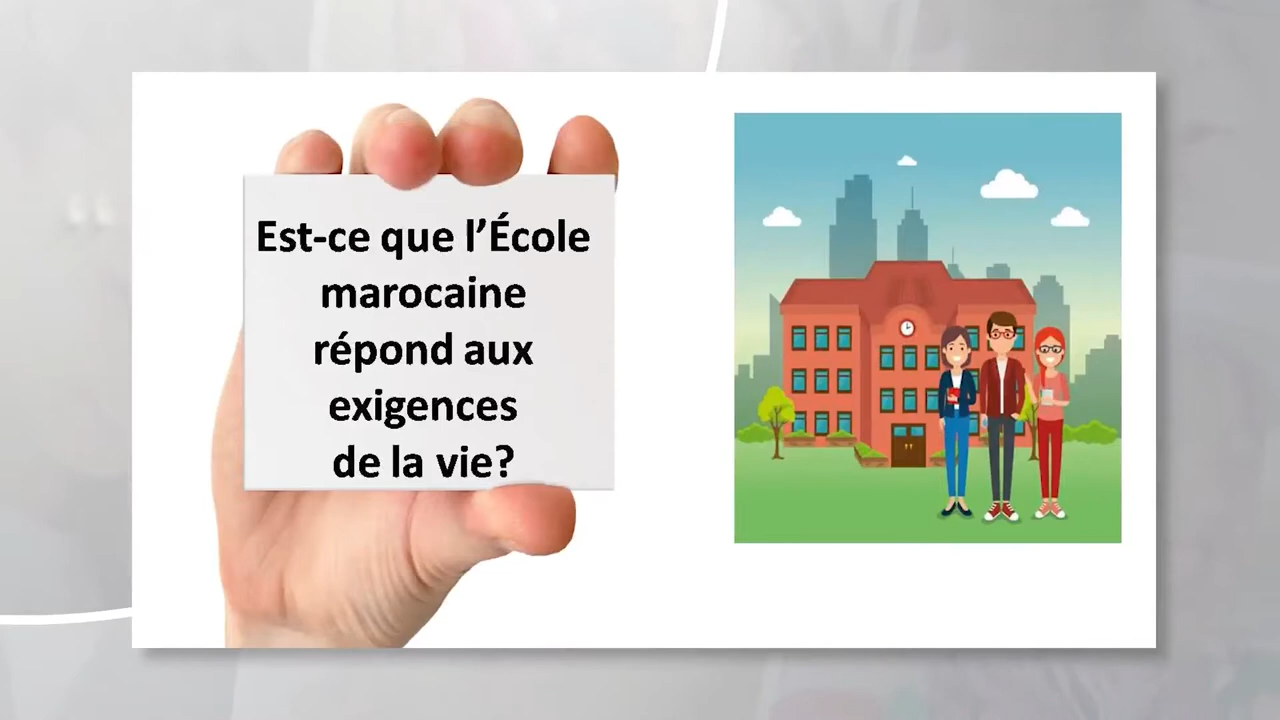 Est-ce que l’École
marocaine
répond aux
exigences
de la vie?